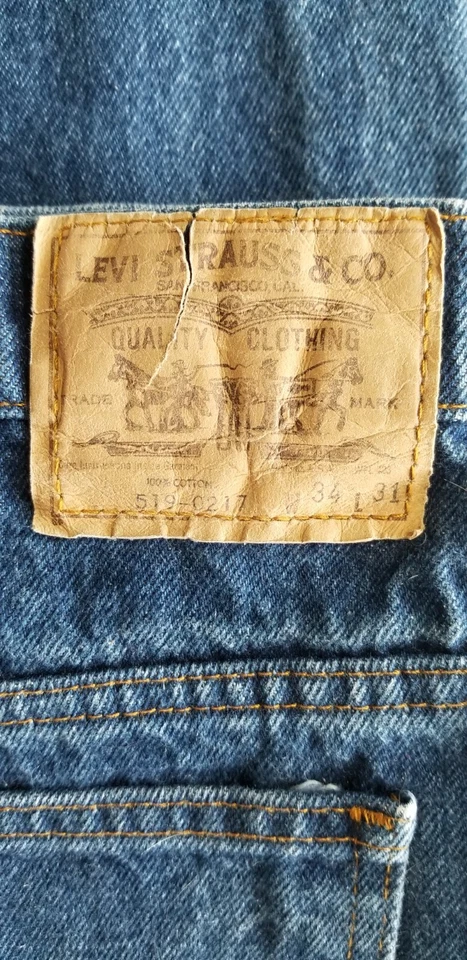 LEVI STRAUSS & CO.
SAN FRANCISCO, CAL.
QUALITY CLOTHING
TRADE MARK
100% COTTON
519-0217 W 34 L 31